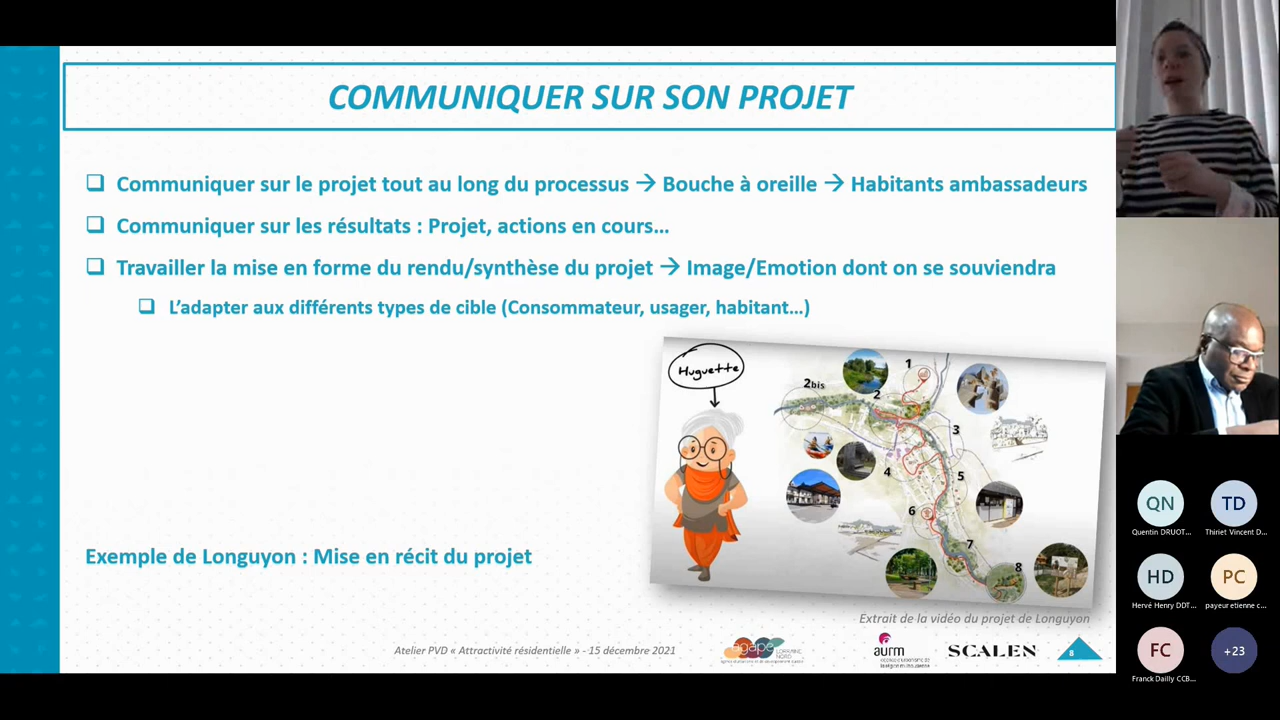 COMMUNIQUER SUR SON PROJET
Communiquer sur le projet tout au long du processus → Bouche à oreille → Habitants ambassadeurs
Communiquer sur les résultats : Projet, actions en cours…
Travailler la mise en forme du rendu/synthèse du projet → Image/Emotion dont on se souviendra
L’adapter aux différents types de cible (Consommateur, usager, habitant…)
Huguette
1
2bis
2
3
4
5
6
7
8
Exemple de Longuyon : Mise en récit du projet
Extrait de la vidéo du projet de Longuyon
Atelier PVD « Attractivité résidentielle » - 15 décembre 2021
agape
LORRAINE
NORD
aurm
SCALEN
8
QN
TD
Quentin DRUOT...
Thiriet Vincent D...
HD
PC
Hervé Henry DDT...
payeur etienne c...
FC
+23
Franck Dailly CCB...